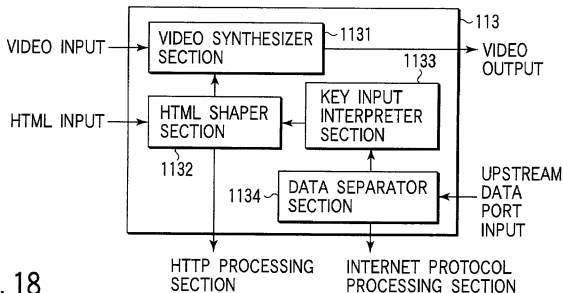 113
VIDEO INPUT
VIDEO SYNTHESIZER
SECTION
1131
VIDEO
OUTPUT
1133
HTML INPUT
HTML SHAPER
SECTION
1132
KEY INPUT
INTERPRETER
SECTION
1134
DATA SEPARATOR
SECTION
UPSTREAM
DATA
PORT
INPUT
HTTP PROCESSING
SECTION
INTERNET PROTOCOL
PROCESSING SECTION
. 18